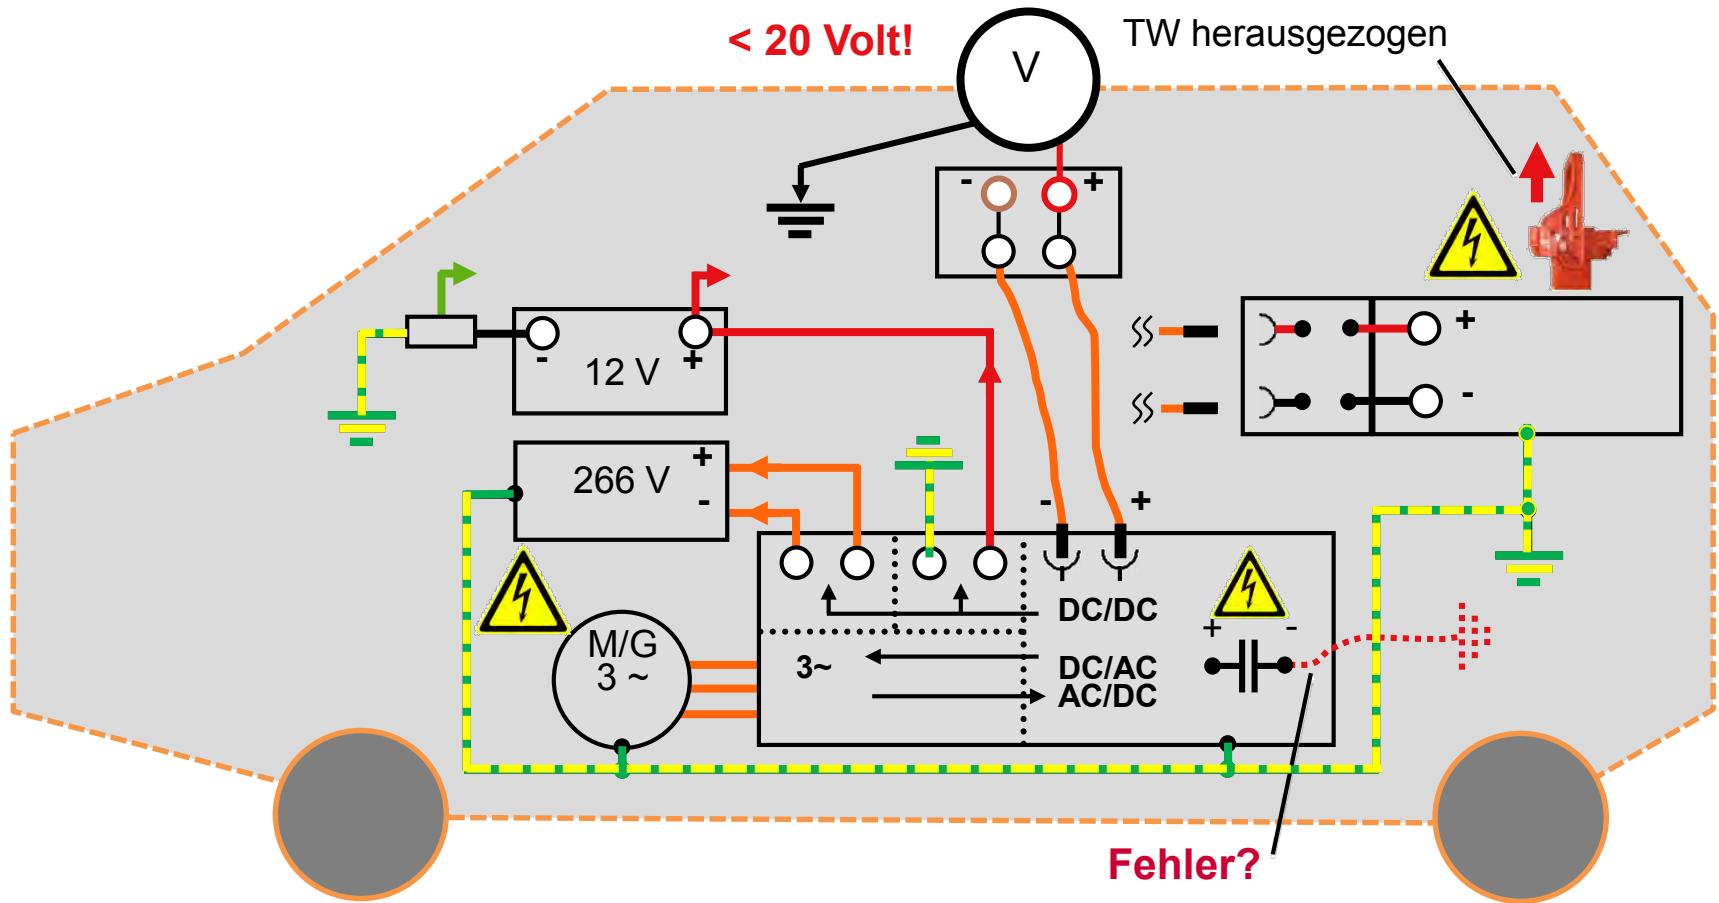 < 20 Volt!
V
TW herausgezogen
- +
+
-
- +
12 V
266 V
+
-
- +
DC/DC
+ -
M/G
3 ~
3~
DC/AC
AC/DC
Fehler?